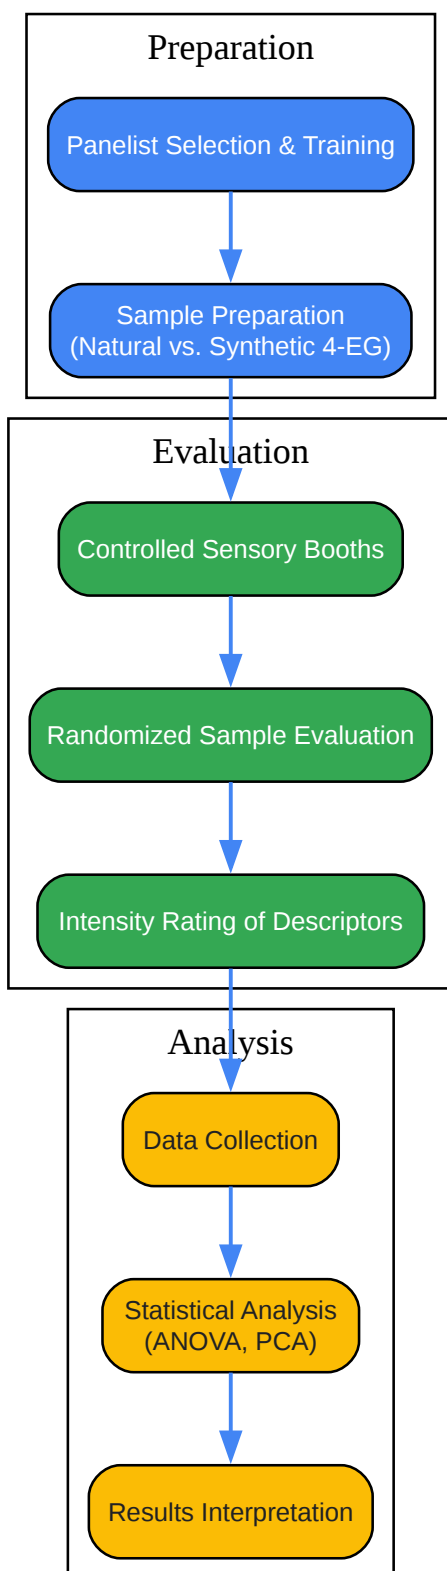 Preparation
Panelist Selection & Training
Sample Preparation
(Natural vs. Synthetic 4-EG)
Evaluation
Controlled Sensory Booths
Randomized Sample Evaluation
Intensity Rating of Descriptors
Analysis
Data Collection
Statistical Analysis
(ANOVA, PCA)
Results Interpretation